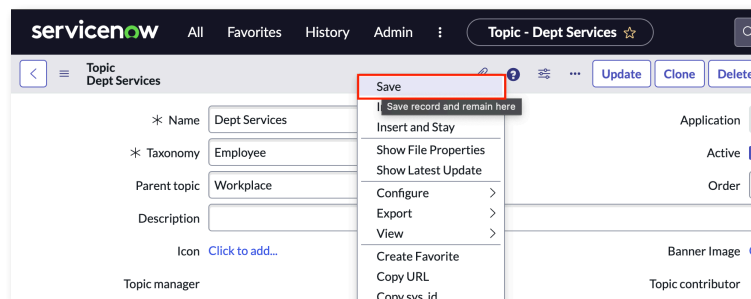 servicenow All Favorites History Admin Topic - Dept Services
Topic
Dept Services
Update Clone
Save
Save record and remain here
Insert and Stay
Show File Properties
Show Latest Update
Configure
Export
View
Create Favorite
Copy URL
Copy sys_id
Name Dept Services
Application
Taxonomy Employee
Active
Parent topic Workplace
Order
Description
Icon Click to add...
Banner Image
Topic manager
Topic contributor